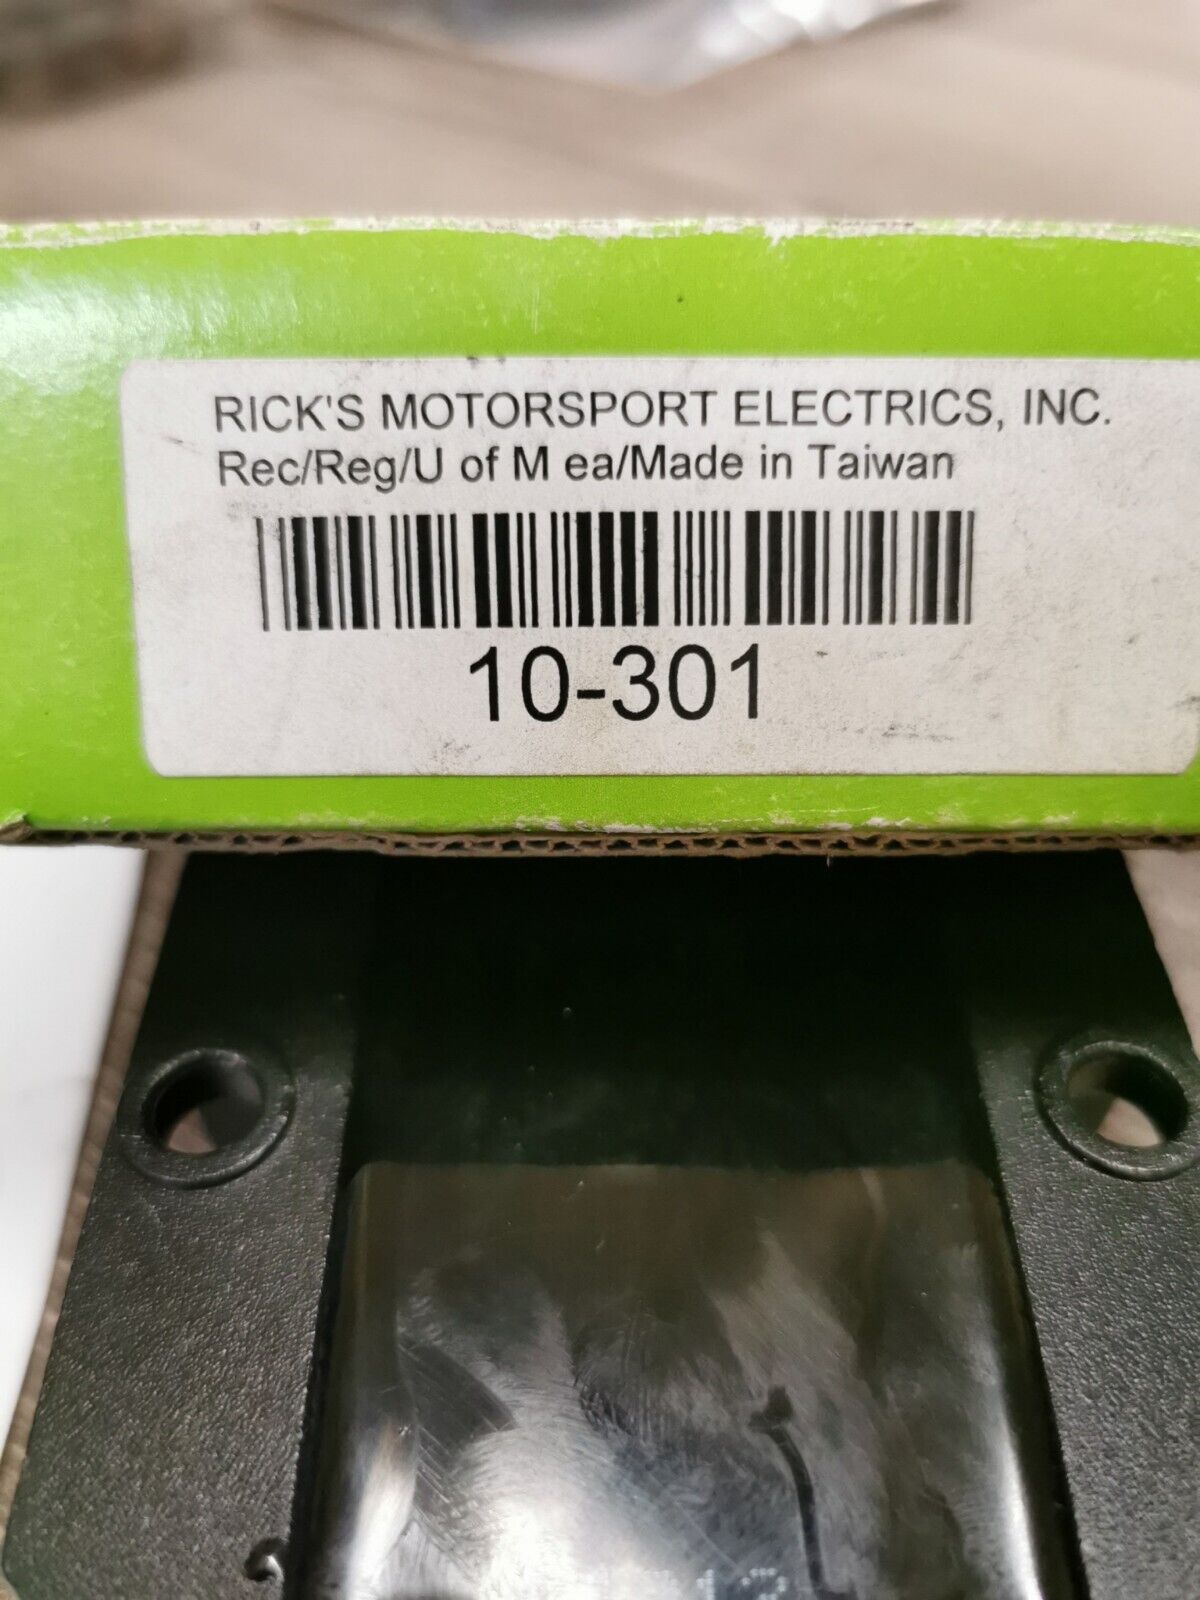 RICK'S MOTORSPORT ELECTRICS, INC.
Rec/Reg/U of M ea/Made in Taiwan
10-301